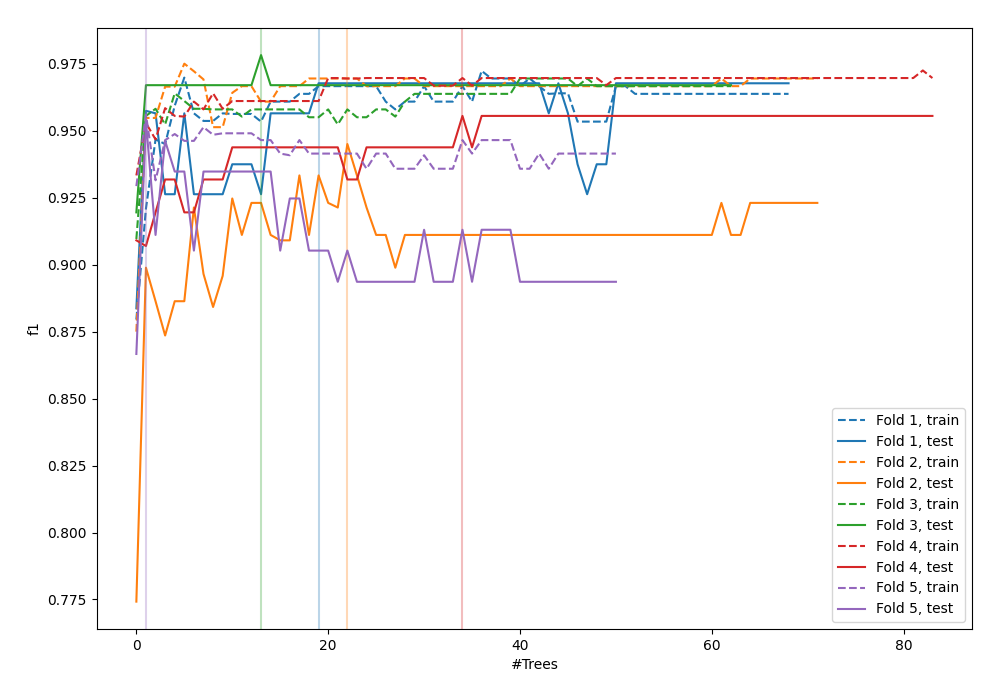 0.975
0.950
0.925
0.900
0.875
0.850
0.825
0.800
0.775
f1
0
20
40
60
80
#Trees
Fold 1, train
Fold 1, test
Fold 2, train
Fold 2, test
Fold 3, train
Fold 3, test
Fold 4, train
Fold 4, test
Fold 5, train
Fold 5, test